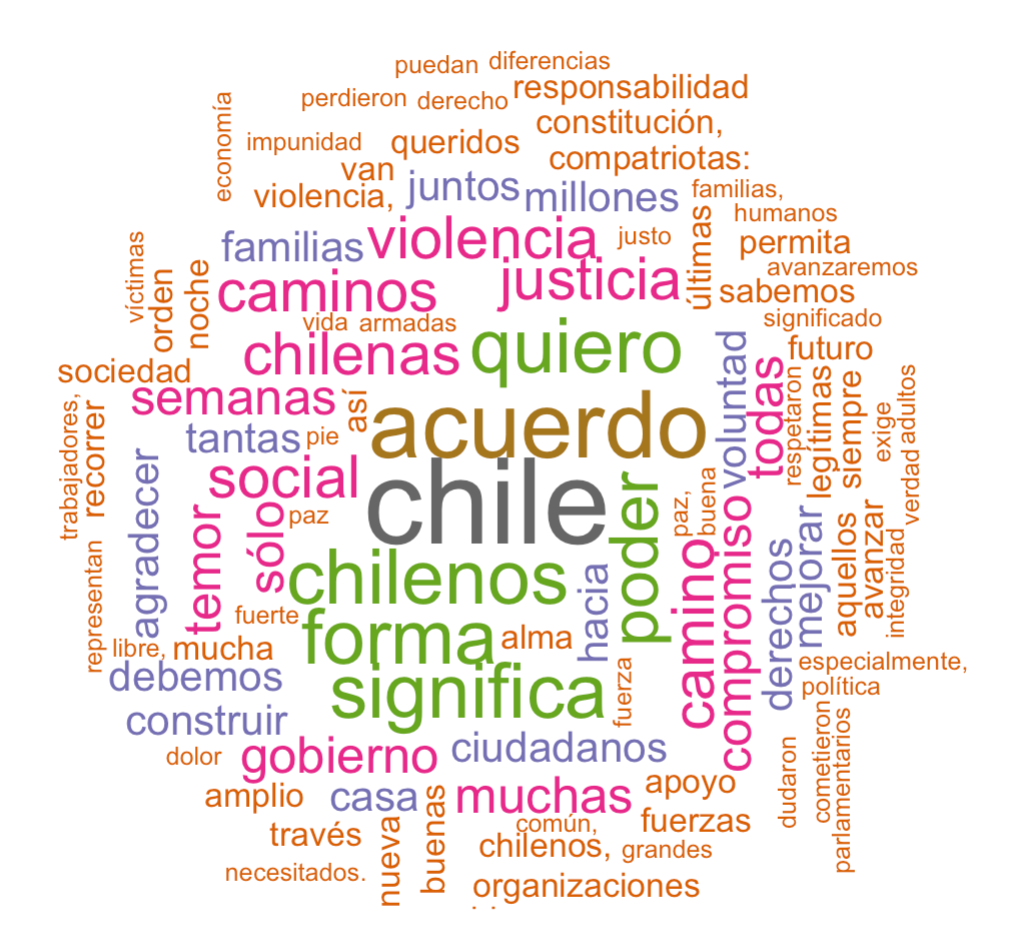 puedan
diferencias
perdieron
derecho
responsabilidad
economía
impunidad
queridos
constitución,
van
compatriotas:
violencia,
juntos
millones
familias,
humanos
familias
violencia
justo
últimas
permita
víctimas
orden
noche
caminos
justicia
avanzaremos
sabemos
vida
armadas
significado
chilenas
quiero
futuro
sociedad
semanas
así
acuerdo
voluntad
todas
respetaron
legítimas
siempre
exige
adultos
trabajadores,
recorrer
tantas
pie
agradecer
social
chile
poder
paz,
buena
verdad
temor
sólo
paz
camino
compromiso
derechos
mejorar
aquellos
avanzar
integridad
representan
chilenos
hacia
fuerte
forma
alma
libre,
mucha
debemos
significa
fuerza
especialmente,
política
construir
gobierno
ciudadanos
dolor
amplio
casa
buenas
muchas
apoyo
dudaron
cometieron
parlamentarios
través
nueva
común,
fuerzas
chilenos,
grandes
necesitados.
organizaciones